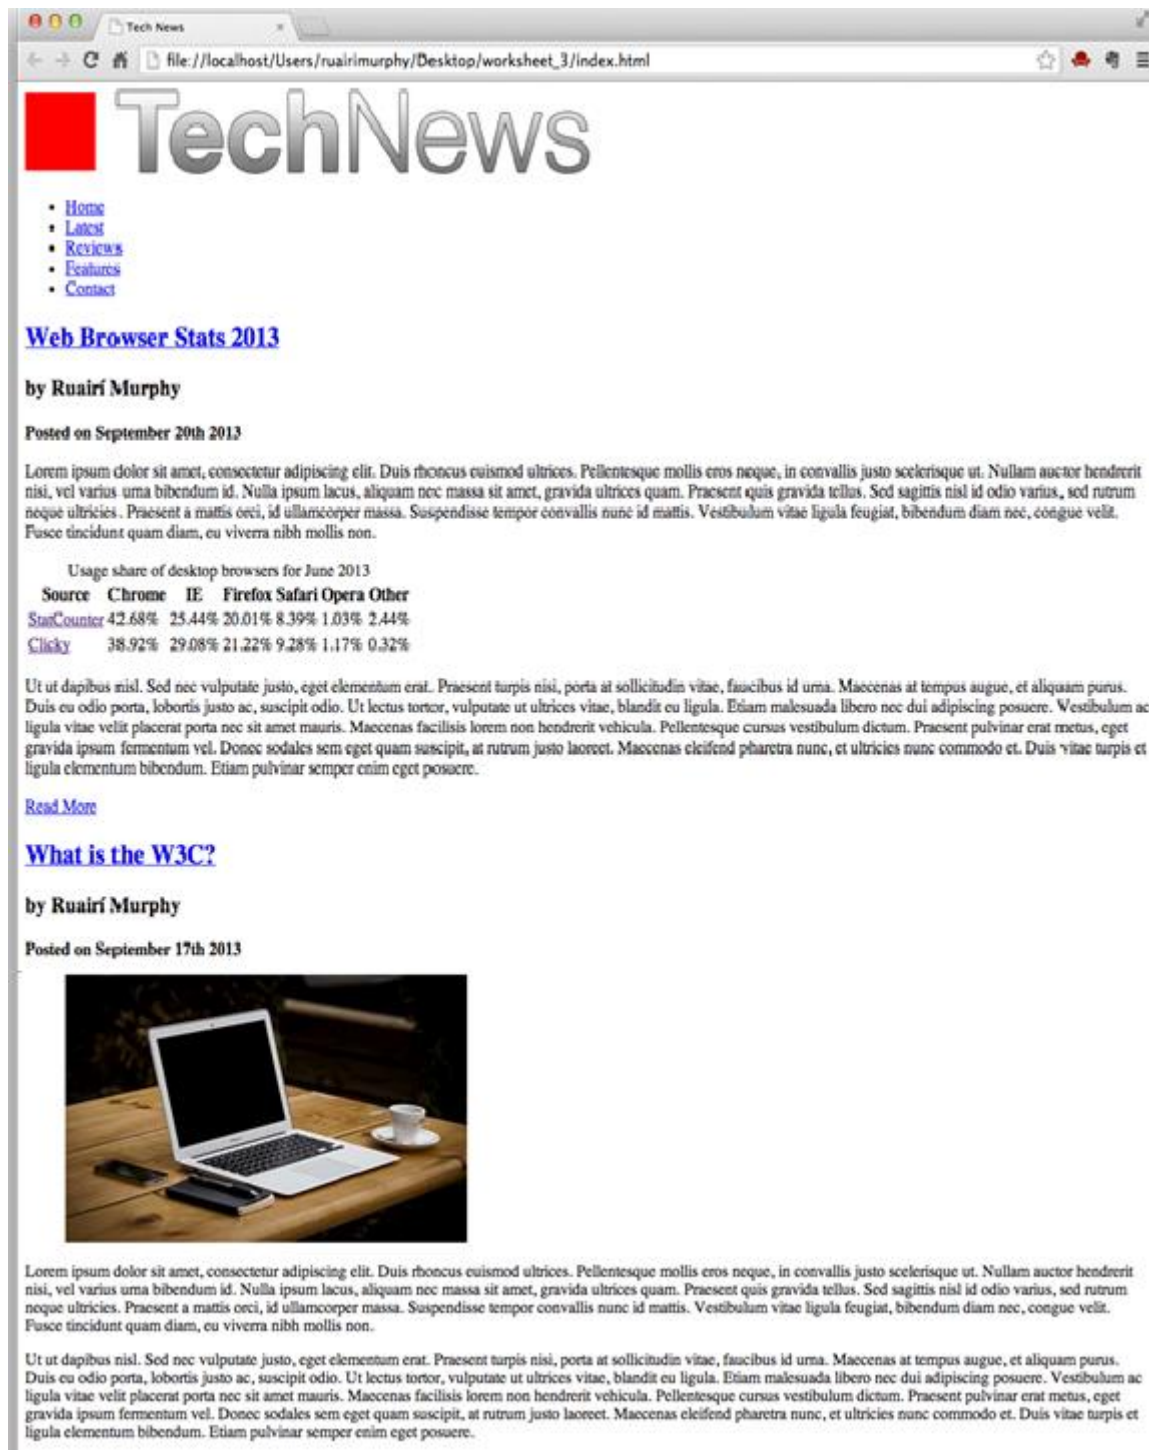 Tech News
file://localhost/Users/ruairimurphy/Desktop/worksheet_3/index.html
TechNews
Home
Latest
Reviews
Features
Contact
Web Browser Stats 2013
by Ruairí Murphy
Posted on September 20th 2013
Lorem ipsum dolor sit amet, consectetur adipiscing elit. Duis rhoncus euismod ultrices. Pellentesque mollis eros neque, in convallis justo scelerisque ut. Nullam auctor hendrerit
nisi, vel varius urna bibendum id. Nulla ipsum lacus, aliquam nec massa sit amet, gravida ultrices quam. Praesent quis gravida tellus. Sed sagittis nisl id odio varius, sed rutrum
neque ultricies. Praesent a mattis orci, id ullamcorper massa. Suspendisse tempor convallis nunc id mattis. Vestibulum vitae ligula feugiat, bibendum diam nec, congue velit.
Fusce tincidunt quam diam, eu viverra nibh mollis non.
Usage share of desktop browsers for June 2013
Source Chrome IE Firefox Safari Opera Other
StatCounter 42.68% 25.44% 20.01% 8.39% 1.03% 2.44%
Clicky 38.92% 29.08% 21.22% 9.28% 1.17% 0.32%
Ut ut dapibus nisl. Sed nec vulputate justo, eget elementum erat. Praesent turpis nisi, porta at sollicitudin vitae, faucibus id urna. Maecenas at tempus augue, et aliquam purus.
Duis eu odio porta, lobortis justo ac, suscipit odio. Ut lectus tortor, vulputate ut ultrices vitae, blandit eu ligula. Etiam malesuada libero nec dui adipiscing posuere. Vestibulum ac
ligula vitae velit placerat porta nec sit amet mauris. Maecenas facilisis lorem non hendrerit vehicula. Pellentesque cursus vestibulum dictum. Praesent pulvinar erat metus, eget
gravida ipsum fermentum vel. Donec sodales sem eget quam suscipit, at rutrum justo laoreet. Maecenas eleifend pharetra nunc, et ultricies nunc commodo et. Duis vitae turpis et
ligula elementum bibendum. Etiam pulvinar semper enim eget posuere.
Read More
What is the W3C?
by Ruairí Murphy
Posted on September 17th 2013
Lorem ipsum dolor sit amet, consectetur adipiscing elit. Duis rhoncus euismod ultrices. Pellentesque mollis eros neque, in convallis justo scelerisque ut. Nullam auctor hendrerit
nisi, vel varius urna bibendum id. Nulla ipsum lacus, aliquam nec massa sit amet, gravida ultrices quam. Praesent quis gravida tellus. Sed sagittis nisl id odio varius, sed rutrum
neque ultricies. Praesent a mattis orci, id ullamcorper massa. Suspendisse tempor convallis nunc id mattis. Vestibulum vitae ligula feugiat, bibendum diam nec, congue velit.
Fusce tincidunt quam diam, eu viverra nibh mollis non.
Ut ut dapibus nisl. Sed nec vulputate justo, eget elementum erat. Praesent turpis nisi, porta at sollicitudin vitae, faucibus id urna. Maecenas at tempus augue, et aliquam purus.
Duis eu odio porta, lobortis justo ac, suscipit odio. Ut lectus tortor, vulputate ut ultrices vitae, blandit eu ligula. Etiam malesuada libero nec dui adipiscing posuere. Vestibulum ac
ligula vitae velit placerat porta nec sit amet mauris. Maecenas facilisis lorem non hendrerit vehicula. Pellentesque cursus vestibulum dictum. Praesent pulvinar erat metus, eget
gravida ipsum fermentum vel. Donec sodales sem eget quam suscipit, at rutrum justo laoreet. Maecenas eleifend pharetra nunc, et ultricies nunc commodo et. Duis vitae turpis et
ligula elementum bibendum. Etiam pulvinar semper enim eget posuere.